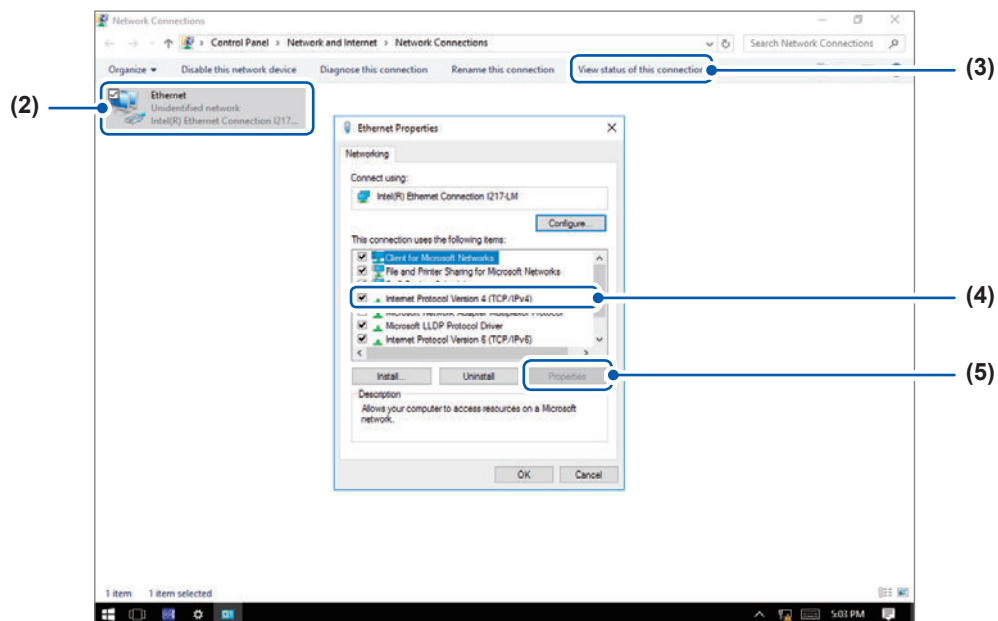 Network Connections
Control Panel › Network and Internet › Network Connections
Search Network Connections
Organize
Disable this network device
Diagnose this connection
Rename this connection
View status of this connection
(3)
(2)
Ethernet
Unidentified network
Intel(R) Ethernet Connection I217...
Ethernet Properties
Networking
Connect using:
Intel(R) Ethernet Connection I217-LM
Configure...
This connection uses the following items:
Client for Microsoft Networks
File and Printer Sharing for Microsoft Networks
Internet Protocol Version 4 (TCP/IPv4)
(4)
Microsoft Network Adapter Multiplexor Protocol
Microsoft LLDP Protocol Driver
Internet Protocol Version 6 (TCP/IPv6)
Install...
Uninstall
Properties
(5)
Description
Allows your computer to access resources on a Microsoft
network.
OK
Cancel
1 item
1 item selected
5:03 PM